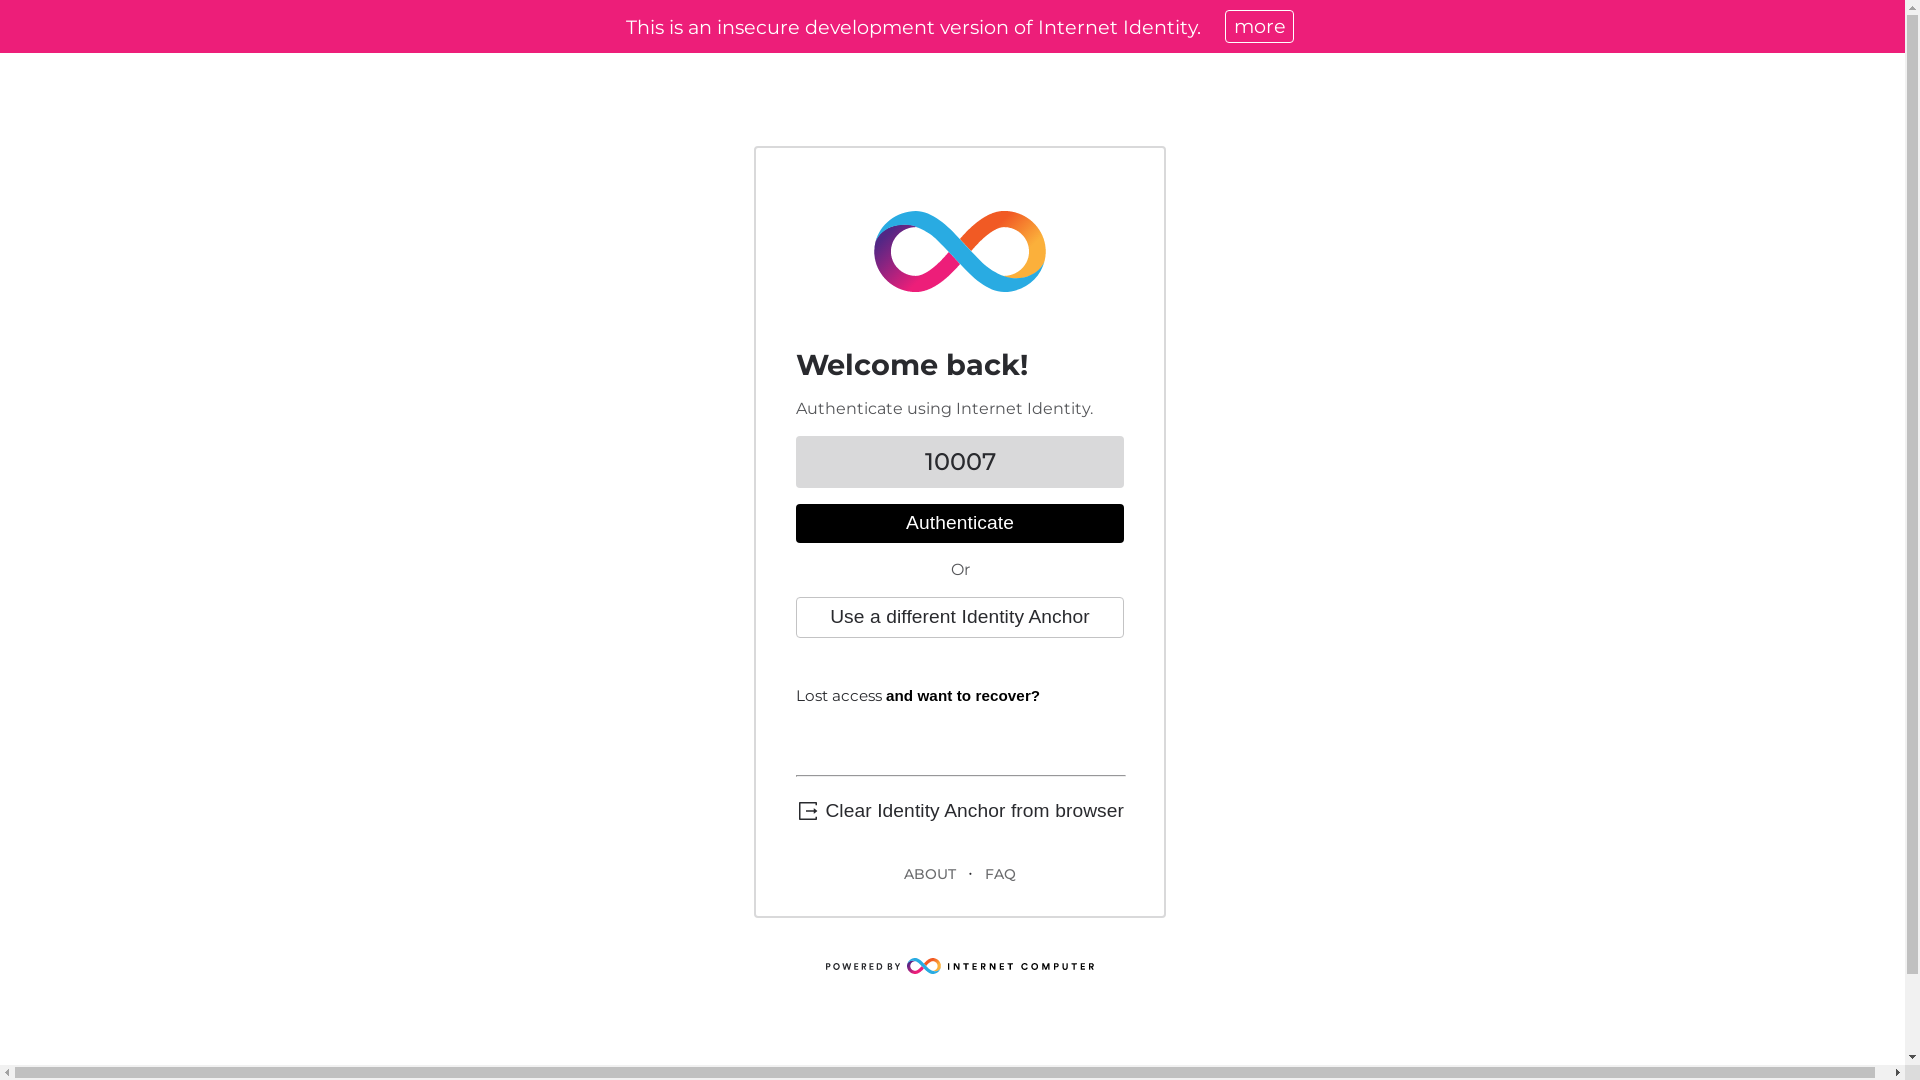 This is an insecure development version of Internet Identity. more
Welcome back!
Authenticate using Internet Identity.
10007
Authenticate
Or
Use a different Identity Anchor
Lost access and want to recover?
Clear Identity Anchor from browser
ABOUT · FAQ
POWERED BY INTERNET COMPUTER